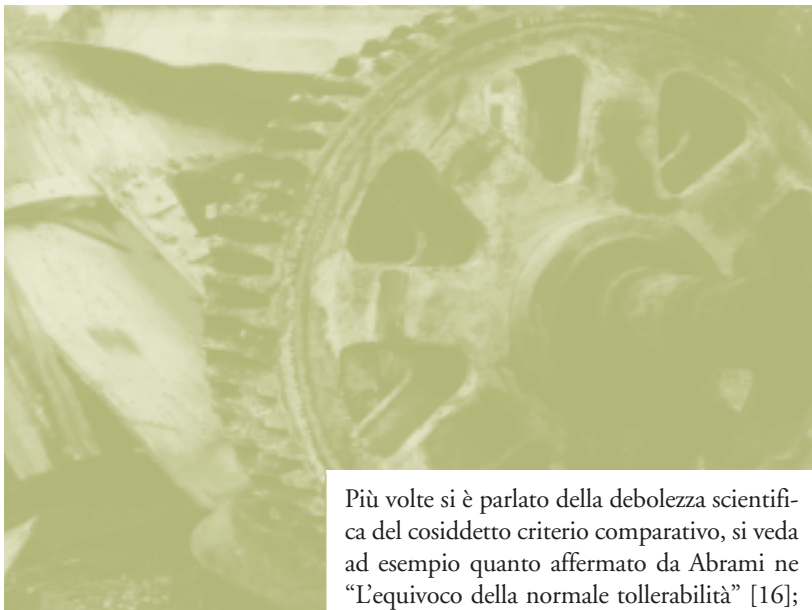 Più volte si è parlato della debolezza scientifi-
ca del cosiddetto criterio comparativo, si veda
ad esempio quanto affermato da Abrami ne
“L’equivoco della normale tollerabilità” [16];